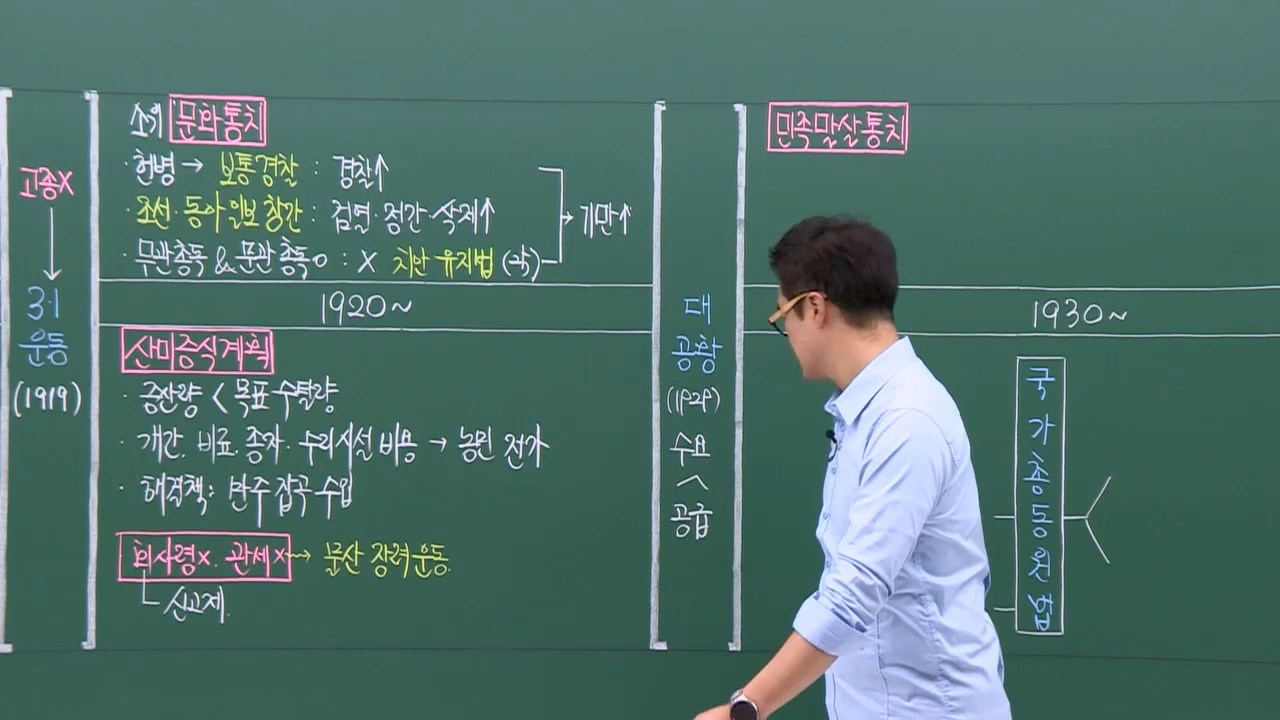 고종X
3·1
운동
(1919)
소위 문화통치
· 헌병 → 보통경찰 : 경찰↑
· 조선·동아일보 창간 : 검열·정간·삭제↑
· 무관총독 & 문관총독○ : X 치안유지법 (각)
→ 기만↑
1920~
산미증식계획
· 증산량 < 목표 수탈량
· 개간, 비료, 종자, 수리시설 비용 → 농민 전가
· 해결책: 만주 잡곡 수입
회사령X. 관세X → 물산 장려운동
신고제
대
공황
(1929)
수요
^
공급
민족말살통치
1930~
국
가
총
동
원
법